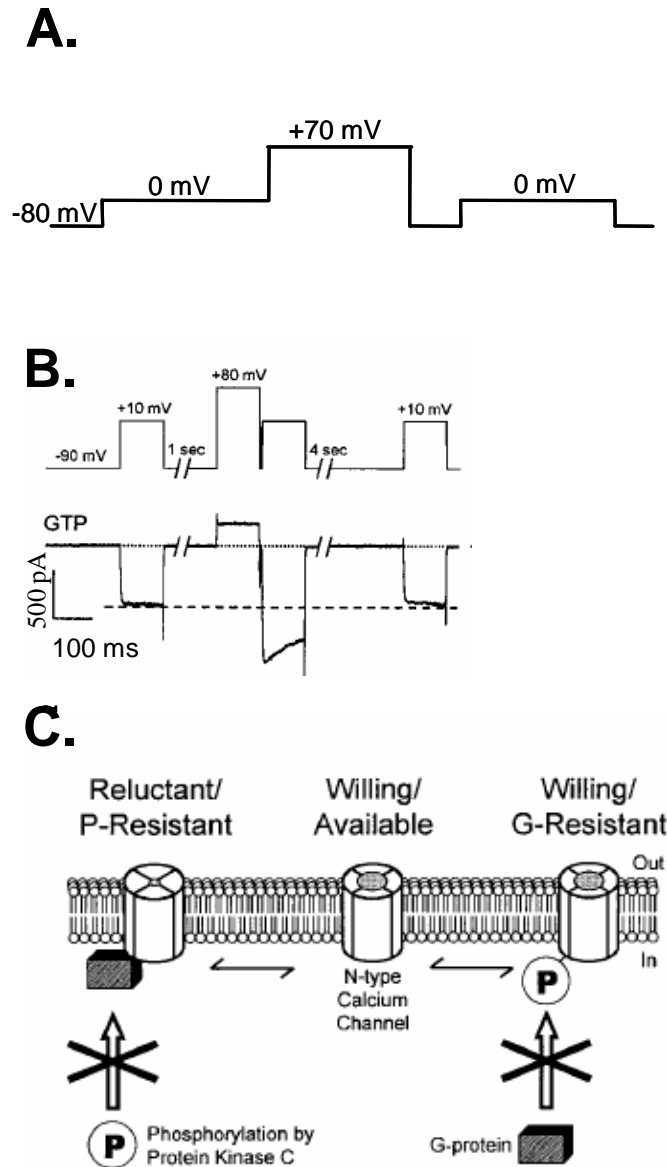 A.
+70 mV
0 mV
0 mV
-80 mV
B.
+80 mV
+10 mV
+10 mV
1 sec
4 sec
-90 mV
GTP
500 pA
100 ms
C.
Reluctant/
P-Resistant
Willing/
Available
Willing/
G-Resistant
Out
In
N-type
Calcium
Channel
P
P
Phosphorylation by
Protein Kinase C
G-protein